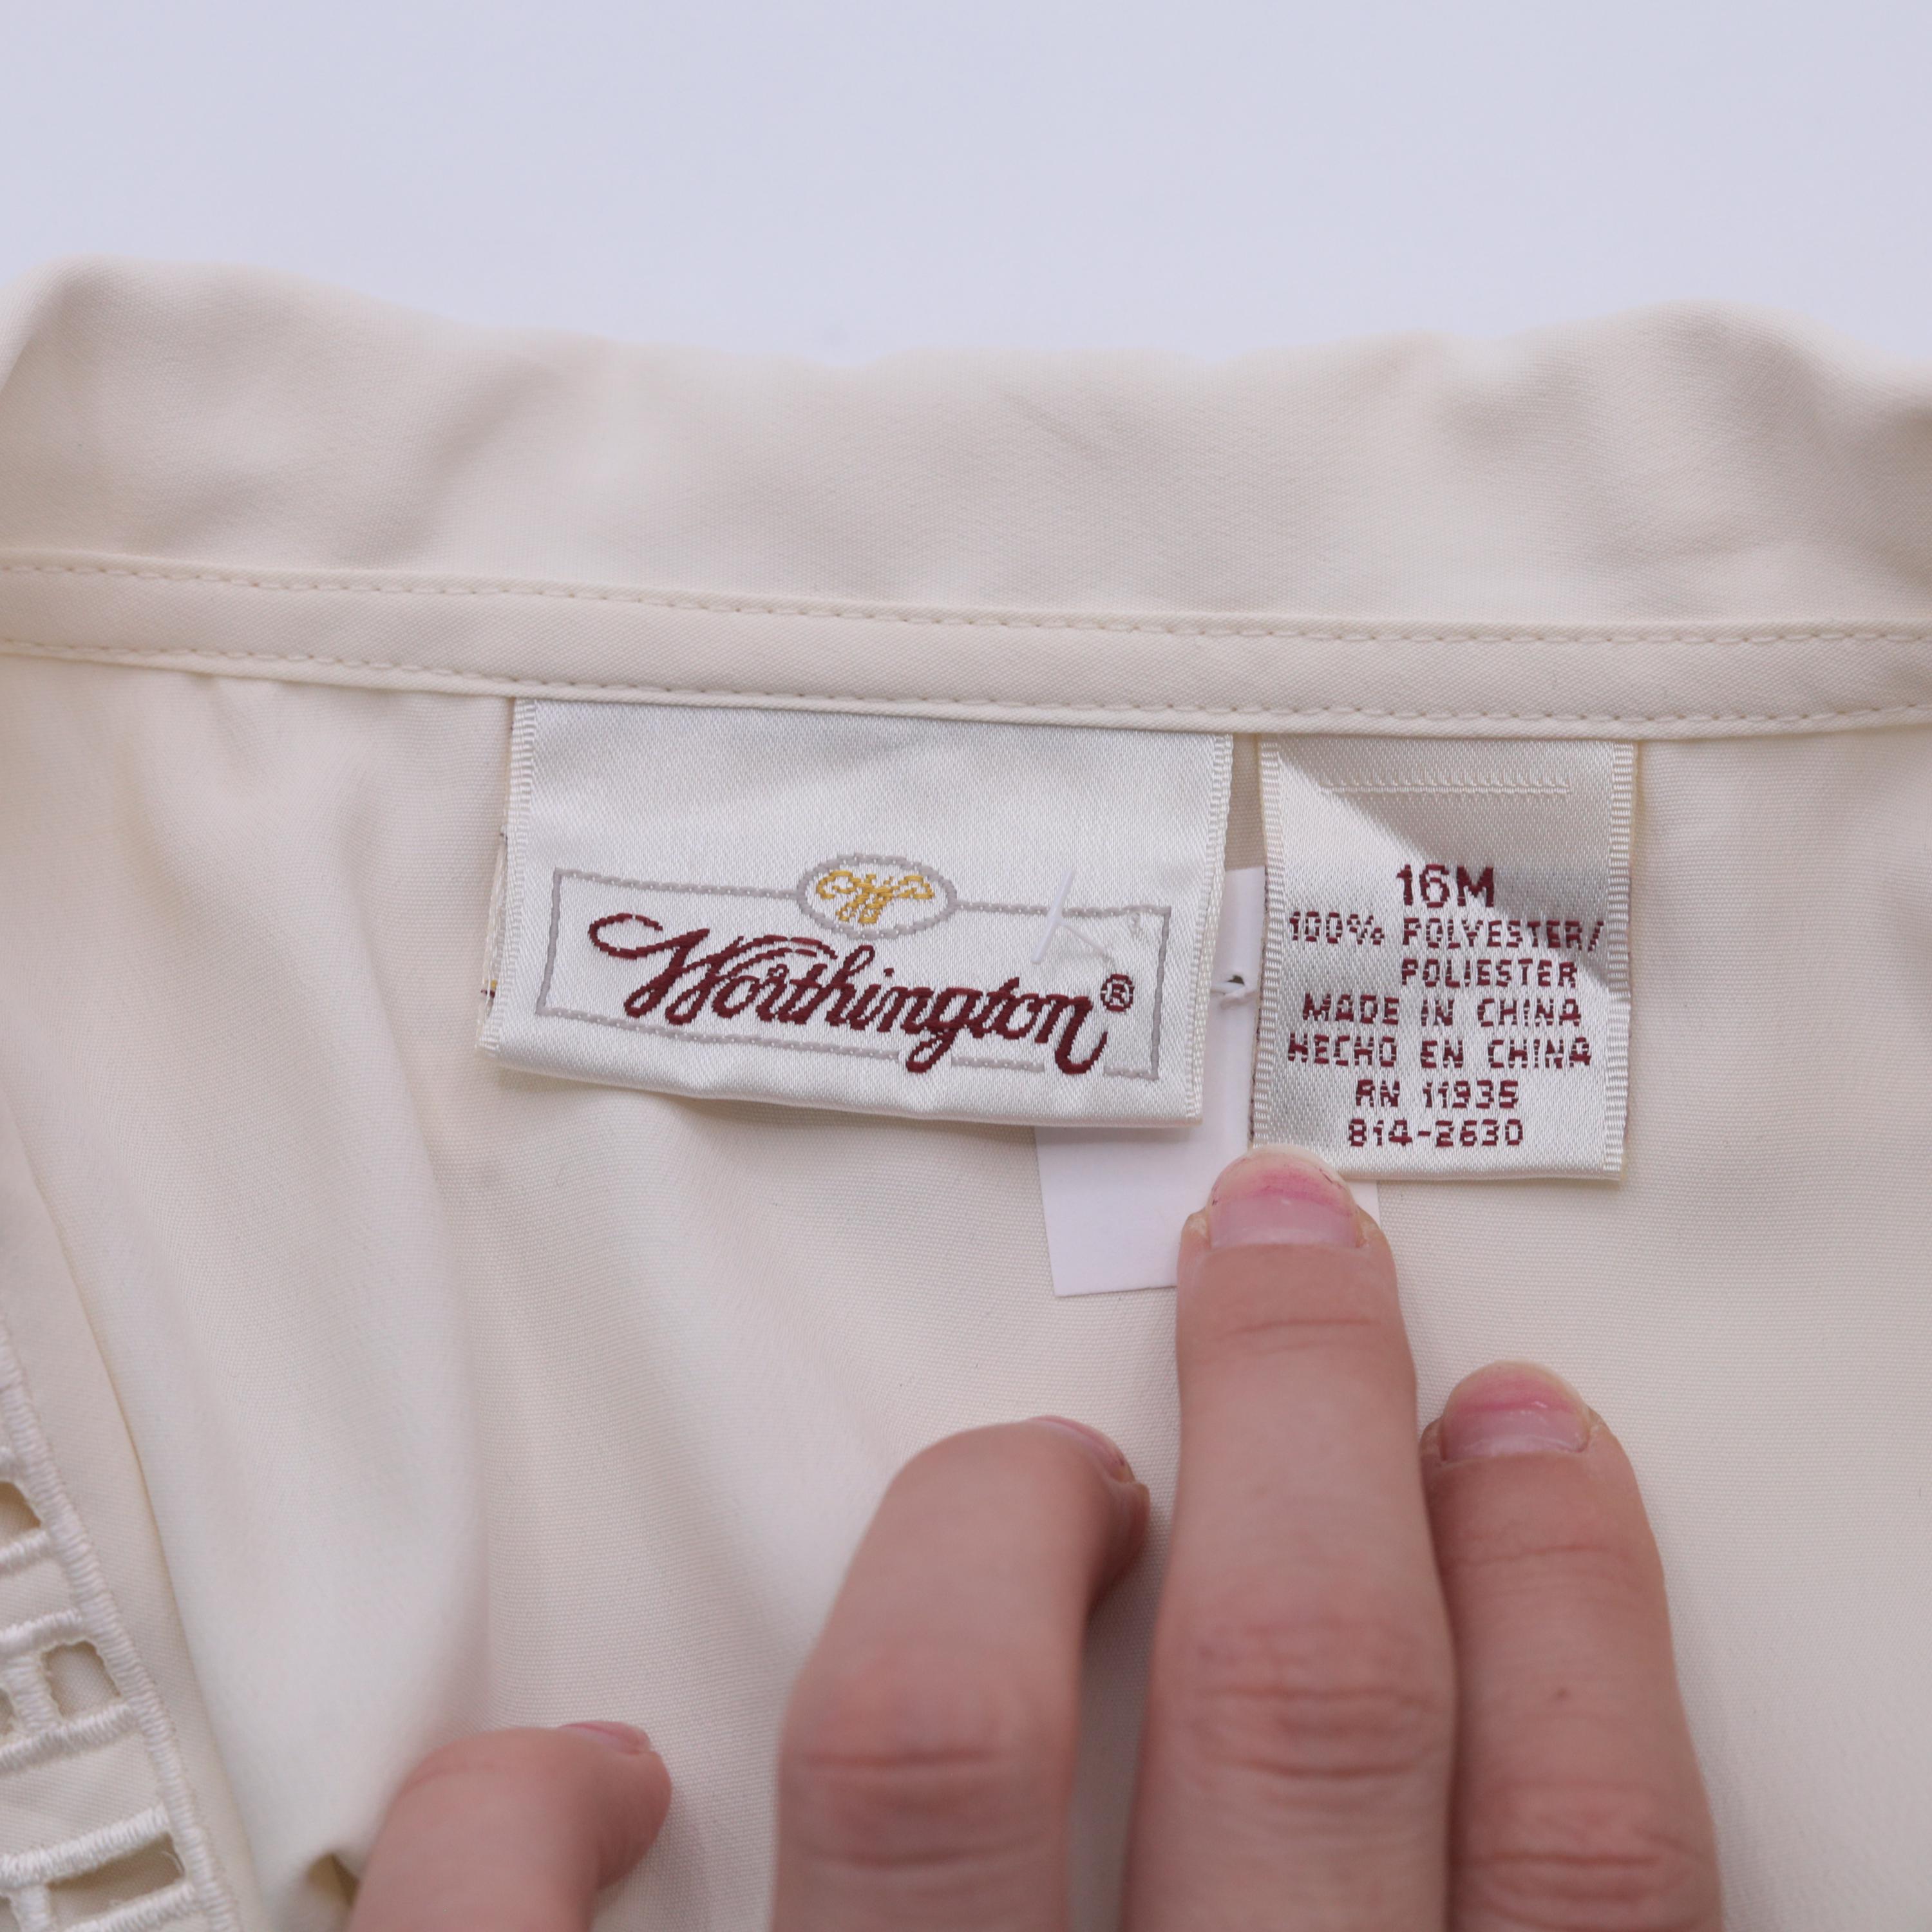 W
Worthington®
16M
100% POLYESTER/
POLIESTER
MADE IN CHINA
HECHO EN CHINA
RN 11935
814-2630